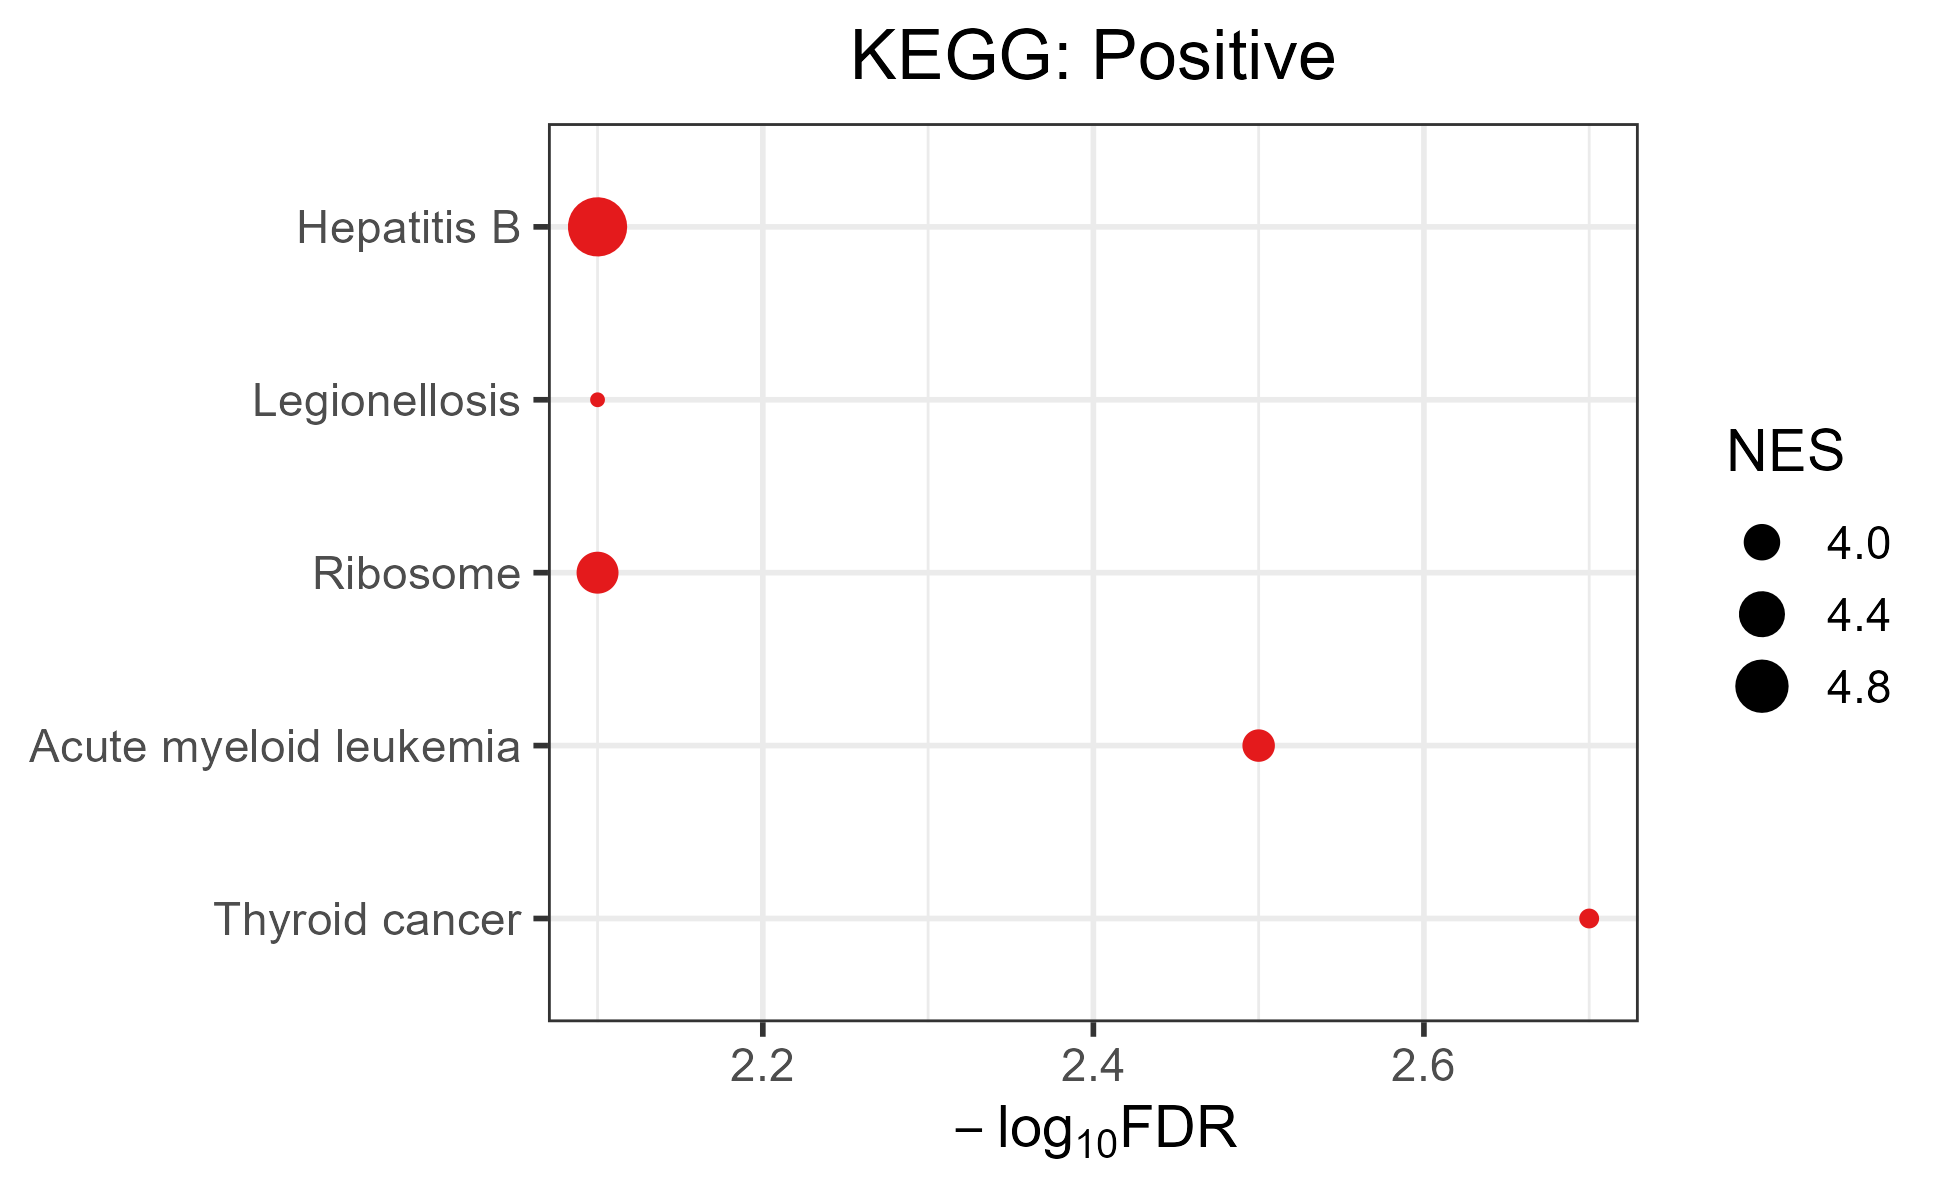 KEGG: Positive
Hepatitis B
Legionellosis
Ribosome
Acute myeloid leukemia
Thyroid cancer
2.2 2.4 2.6
− log₁₀FDR
NES
4.0
4.4
4.8